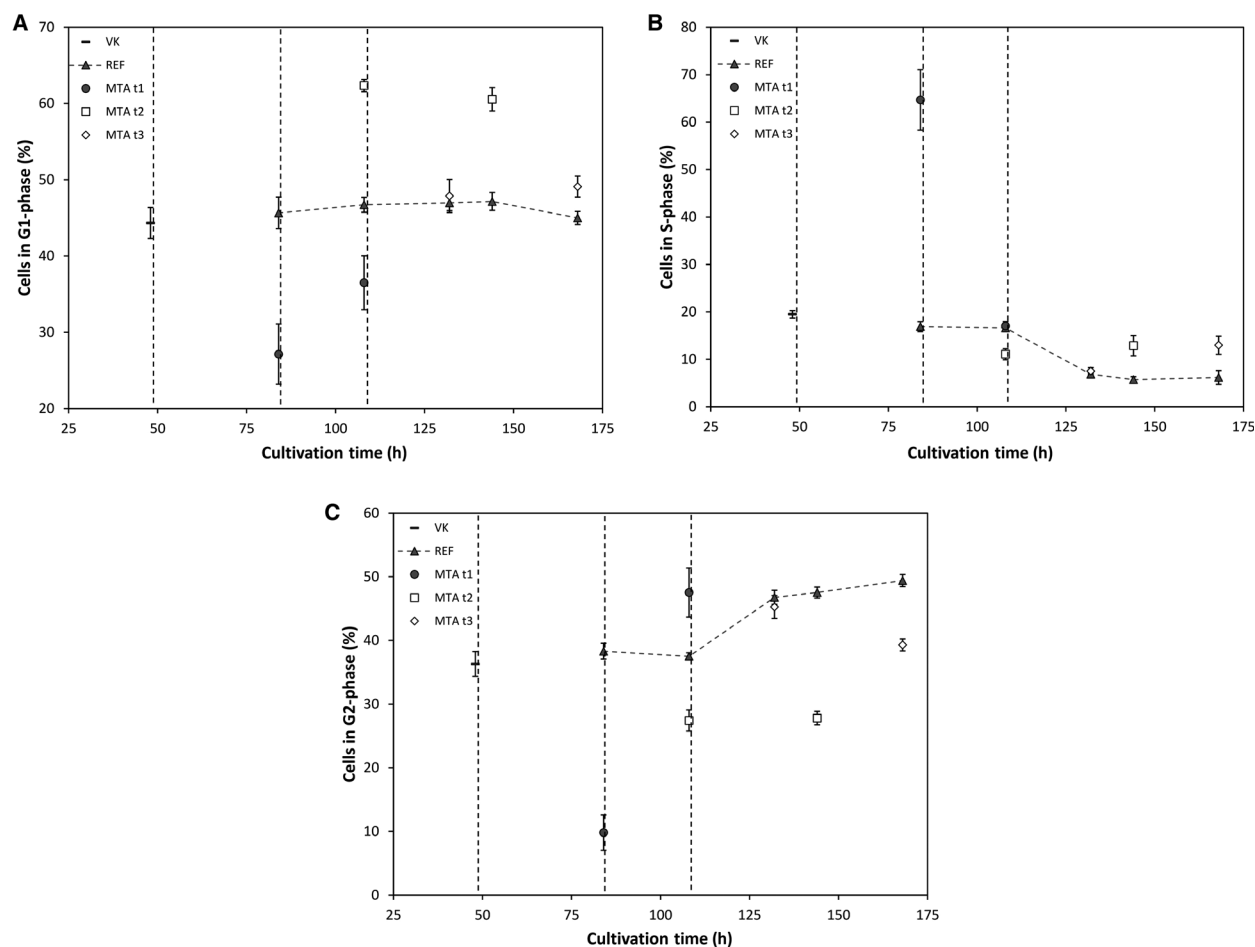 A
Cells in G1-phase (%)
70
60
50
40
30
20
VK
REF
MTA t1
MTA t2
MTA t3
25 50 75 100 125 150 175
Cultivation time (h)
B
Cells in S-phase (%)
80
70
60
50
40
30
20
10
0
VK
REF
MTA t1
MTA t2
MTA t3
25 50 75 100 125 150 175
Cultivation time (h)
C
Cells in G2-phase (%)
60
50
40
30
20
10
0
VK
REF
MTA t1
MTA t2
MTA t3
25 50 75 100 125 150 175
Cultivation time (h)